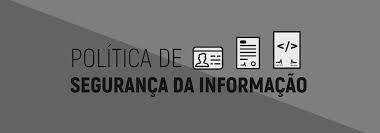 POLÍTICA DE
SEGURANÇA DA INFORMAÇÃO